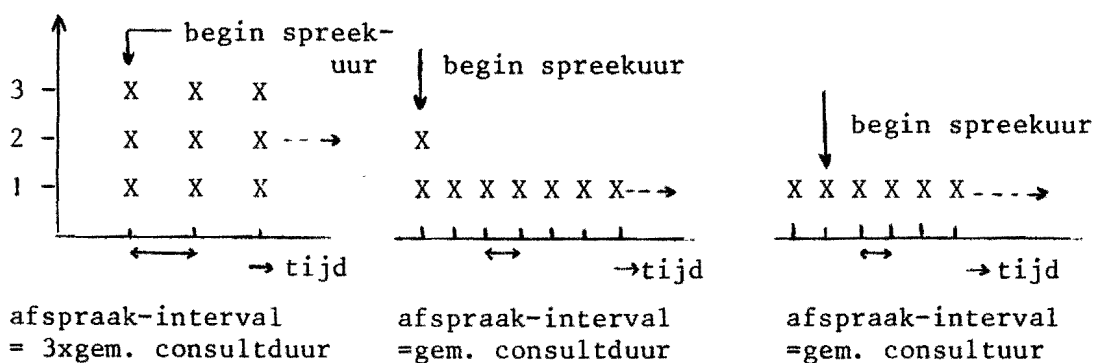 begin spreek-
uur
3 - X X X
2 - X X X
1 - X X X
→ tijd
afspraak-interval
= 3xgem. consultduur
begin spreekuur
X
X X X X X X X
→tijd
afspraak-interval
=gem. consultduur
begin spreekuur
X X X X X X
→ tijd
afspraak-interval
=gem. consultduur